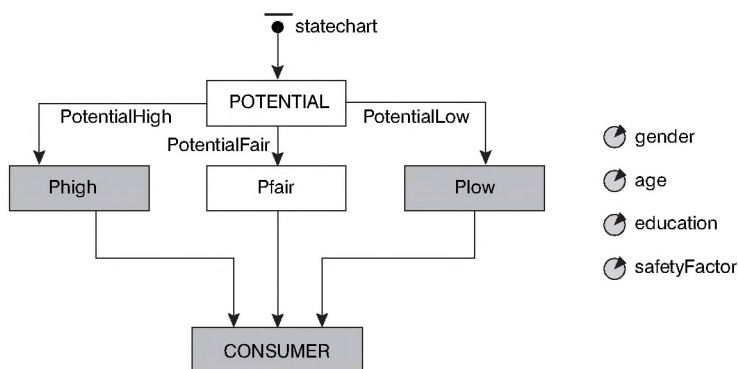 statechart
POTENTIAL
PotentialHigh
PotentialLow
PotentialFair
Phigh
Pfair
Plow
CONSUMER
gender
age
education
safetyFactor